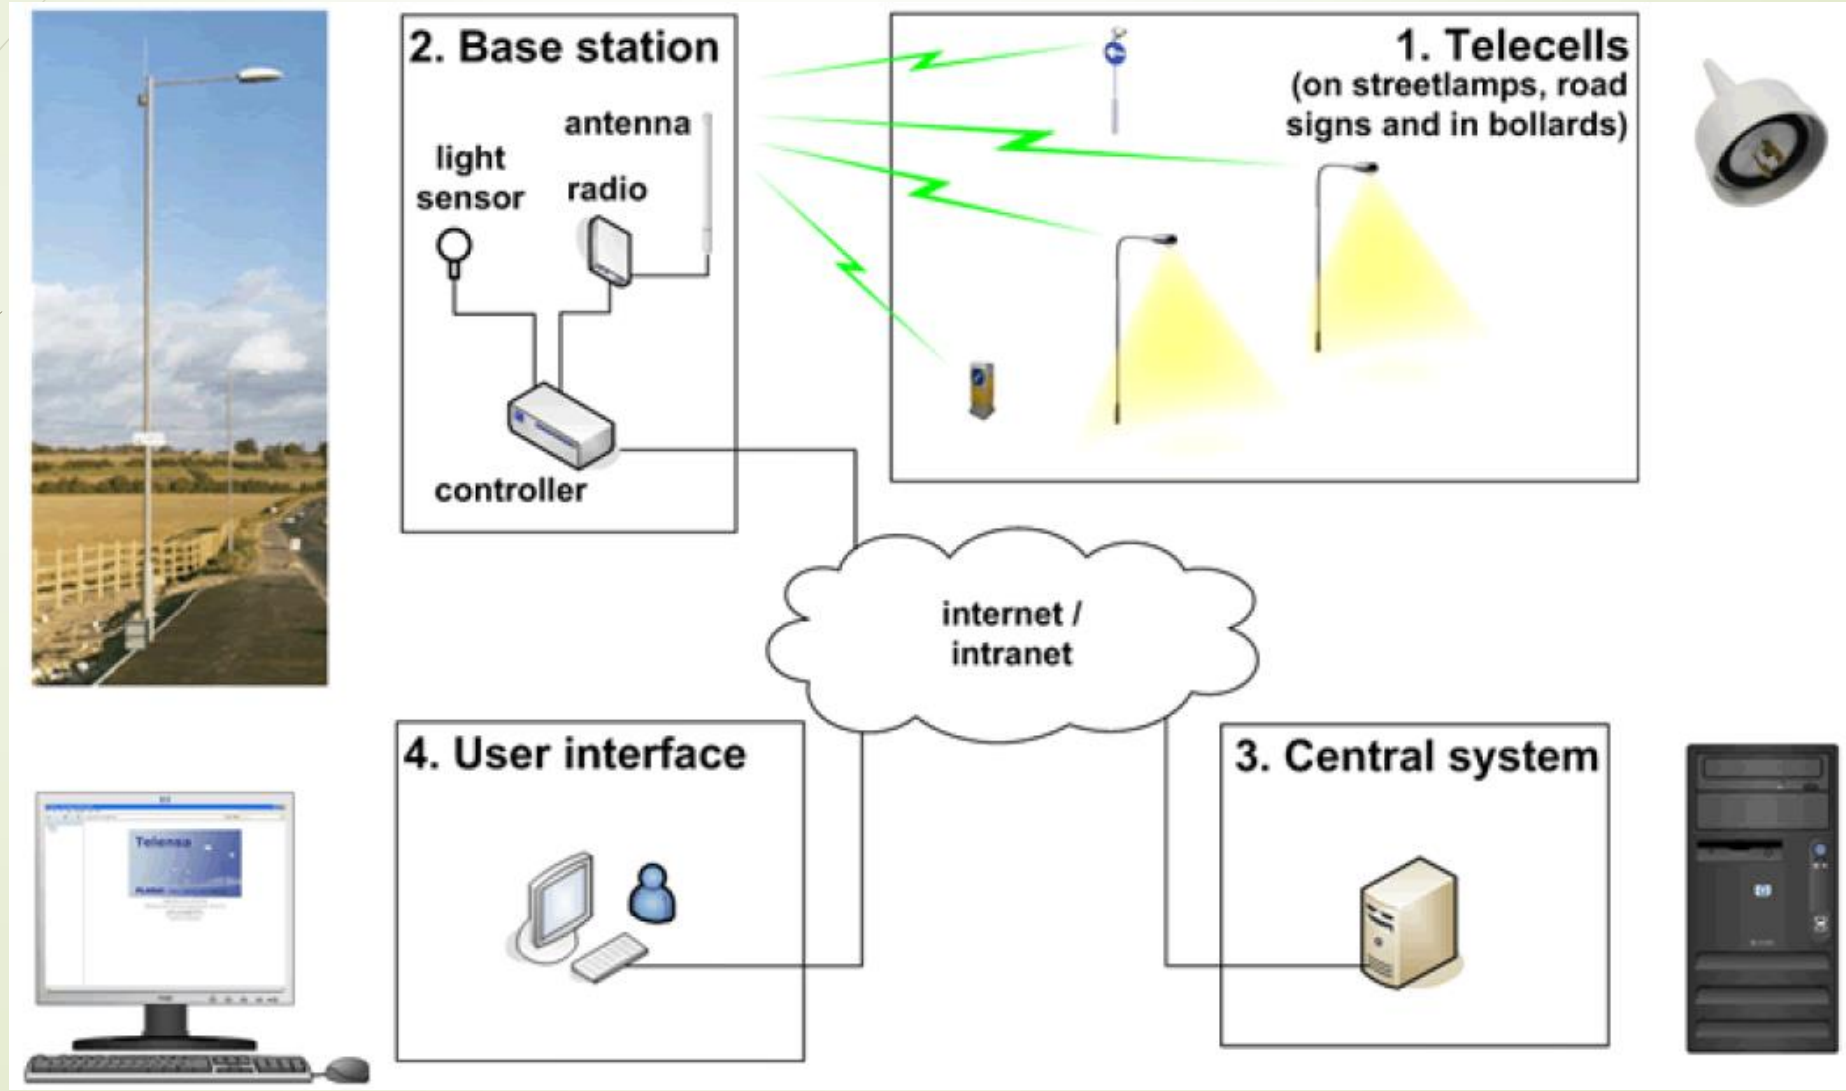 2. Base station
antenna
light
sensor
radio
controller
1. Telecells
(on streetlamps, road
signs and in bollards)
internet /
intranet
4. User interface
3. Central system
Telensa